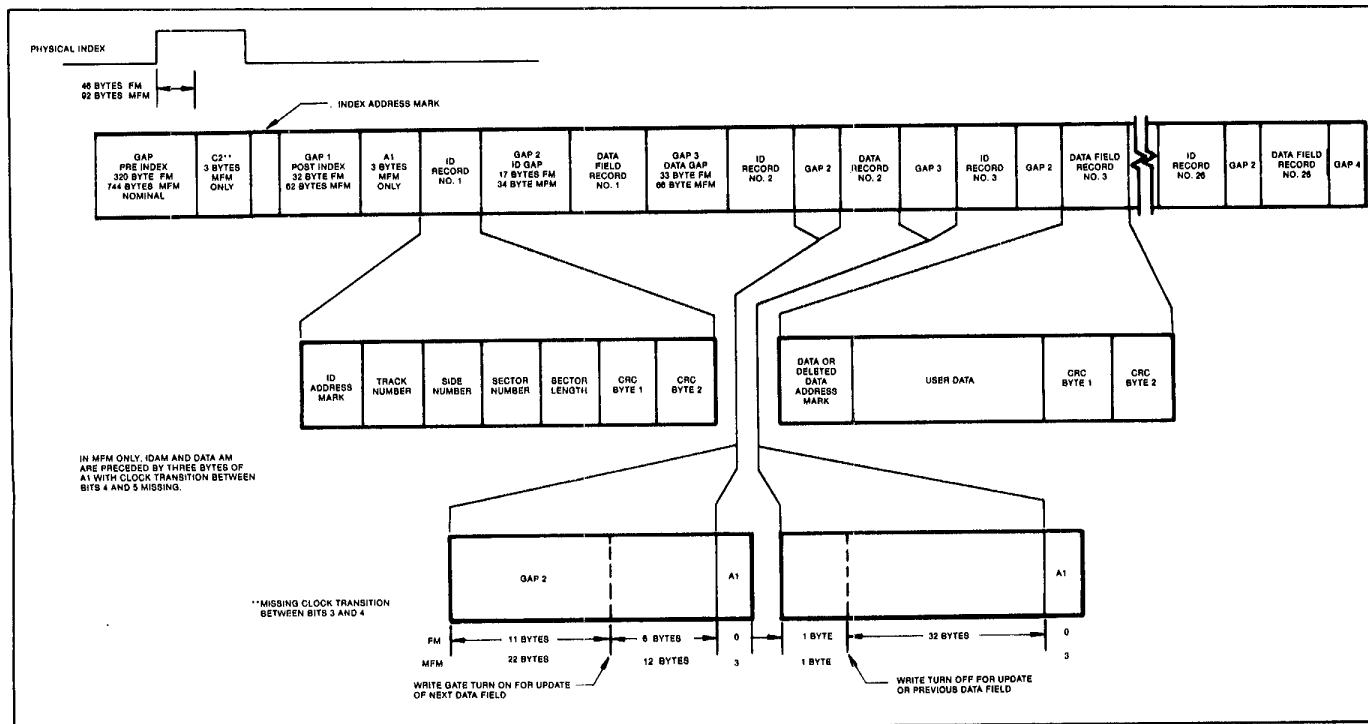 PHYSICAL INDEX
46 BYTES FM
92 BYTES MFM
INDEX ADDRESS MARK
GAP
PRE INDEX
320 BYTE FM
744 BYTES MFM
NOMINAL
C2**
3 BYTES
MFM
ONLY
GAP 1
POST INDEX
32 BYTE FM
62 BYTES MFM
A1
3 BYTES
MFM
ONLY
ID
RECORD
NO. 1
GAP 2
ID GAP
17 BYTES FM
34 BYTE MFM
DATA
FIELD
RECORD
NO. 1
GAP 3
DATA GAP
33 BYTE FM
66 BYTE MFM
ID
RECORD
NO. 2
GAP 2
DATA
RECORD
NO. 2
GAP 3
ID
RECORD
NO. 3
GAP 2
DATA FIELD
RECORD
NO. 3
ID
RECORD
NO. 26
GAP 2
DATA FIELD
RECORD
NO. 26
GAP 4
ID
ADDRESS
MARK
TRACK
NUMBER
SIDE
NUMBER
SECTOR
NUMBER
SECTOR
LENGTH
CRC
BYTE 1
CRC
BYTE 2
DATA OR
DELETED
DATA
ADDRESS
MARK
USER DATA
CRC
BYTE 1
CRC
BYTE 2
IN MFM ONLY, IDAM AND DATA AM
ARE PRECEDED BY THREE BYTES OF
A1 WITH CLOCK TRANSITION BETWEEN
BITS 4 AND 5 MISSING.
GAP 2
A1
A1
**MISSING CLOCK TRANSITION
BETWEEN BITS 3 AND 4
FM 11 BYTES 6 BYTES 0 1 BYTE 32 BYTES 0
MFM 22 BYTES 12 BYTES 3 1 BYTE 3
WRITE GATE TURN ON FOR UPDATE
OF NEXT DATA FIELD
WRITE TURN OFF FOR UPDATE
OR PREVIOUS DATA FIELD